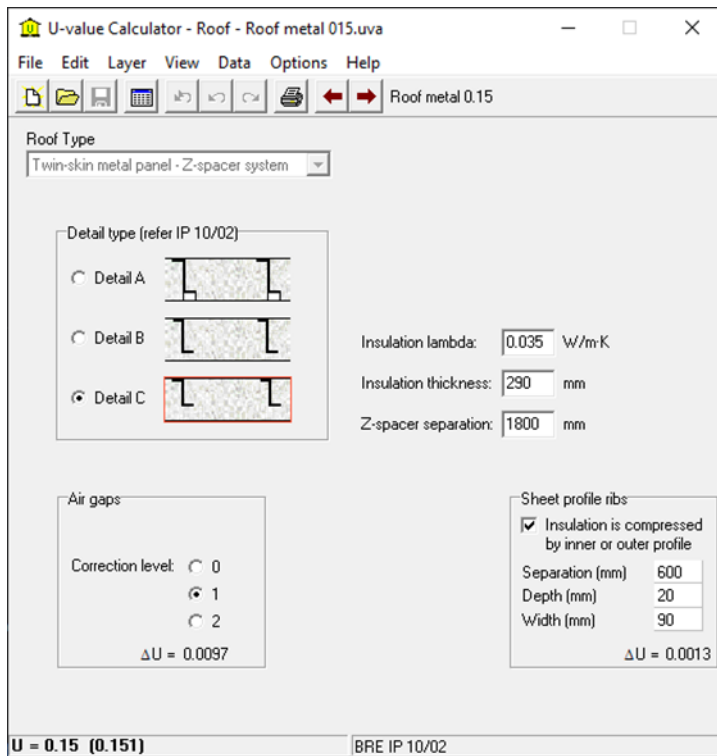 U-value Calculator - Roof - Roof metal 015.uva
File Edit Layer View Data Options Help
Roof metal 0.15
Roof Type
Twin-skin metal panel - Z-spacer system
Detail type (refer IP 10/02)
Detail A
Detail B
Detail C
Insulation lambda: 0.035 W/m·K
Insulation thickness: 290 mm
Z-spacer separation: 1800 mm
Air gaps
Correction level: 0
1
2
ΔU = 0.0097
Sheet profile ribs
Insulation is compressed
by inner or outer profile
Separation (mm) 600
Depth (mm) 20
Width (mm) 90
ΔU = 0.0013
U = 0.15 (0.151)
BRE IP 10/02